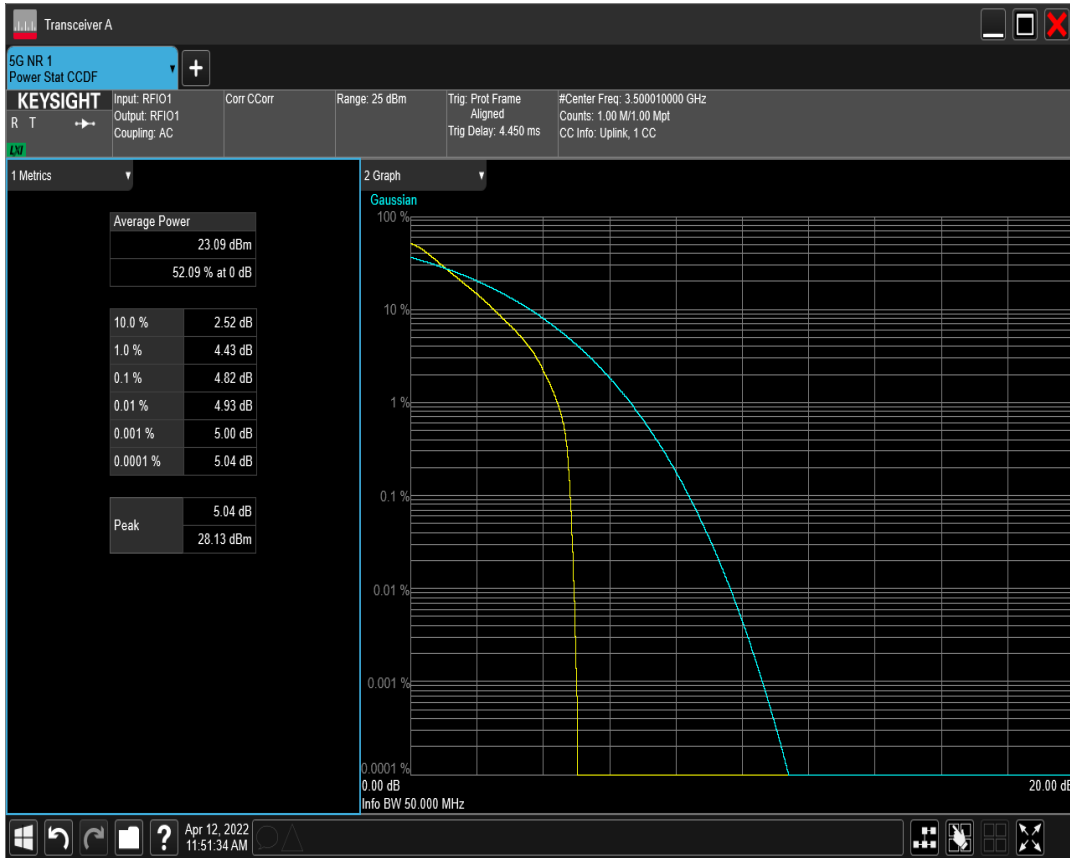 Transceiver A
5G NR 1
Power Stat CCDF
KEYSIGHT
R T
LXI
Input: RFIO1
Output: RFIO1
Coupling: AC
Corr CCorr
Range: 25 dBm
Trig: Prot Frame
Aligned
Trig Delay: 4.450 ms
#Center Freq: 3.500010000 GHz
Counts: 1.00 M/1.00 Mpt
CC Info: Uplink, 1 CC
1 Metrics
Average Power
23.09 dBm
52.09 % at 0 dB
10.0 % 2.52 dB
1.0 % 4.43 dB
0.1 % 4.82 dB
0.01 % 4.93 dB
0.001 % 5.00 dB
0.0001 % 5.04 dB
Peak 5.04 dB
28.13 dBm
2 Graph
Gaussian
100 %
10 %
1 %
0.1 %
0.01 %
0.001 %
0.0001 %
0.00 dB 20.00 dB
Info BW 50.000 MHz
? Apr 12, 2022
11:51:34 AM